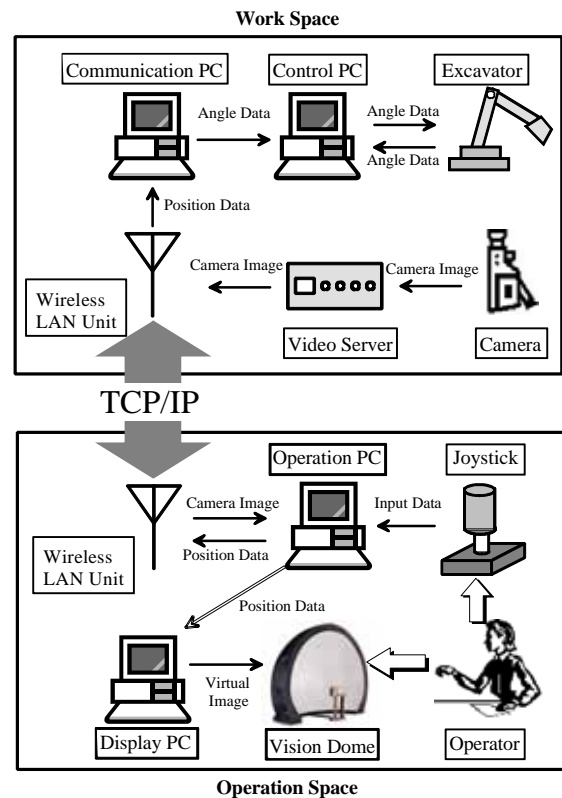 Work Space
Communication PC
Control PC
Excavator
Angle Data
Angle Data
Angle Data
Position Data
Camera Image
Camera Image
Wireless
LAN Unit
Video Server
Camera
TCP/IP
Operation PC
Joystick
Camera Image
Input Data
Position Data
Wireless
LAN Unit
Position Data
Virtual
Image
Display PC
Vision Dome
Operator
Operation Space